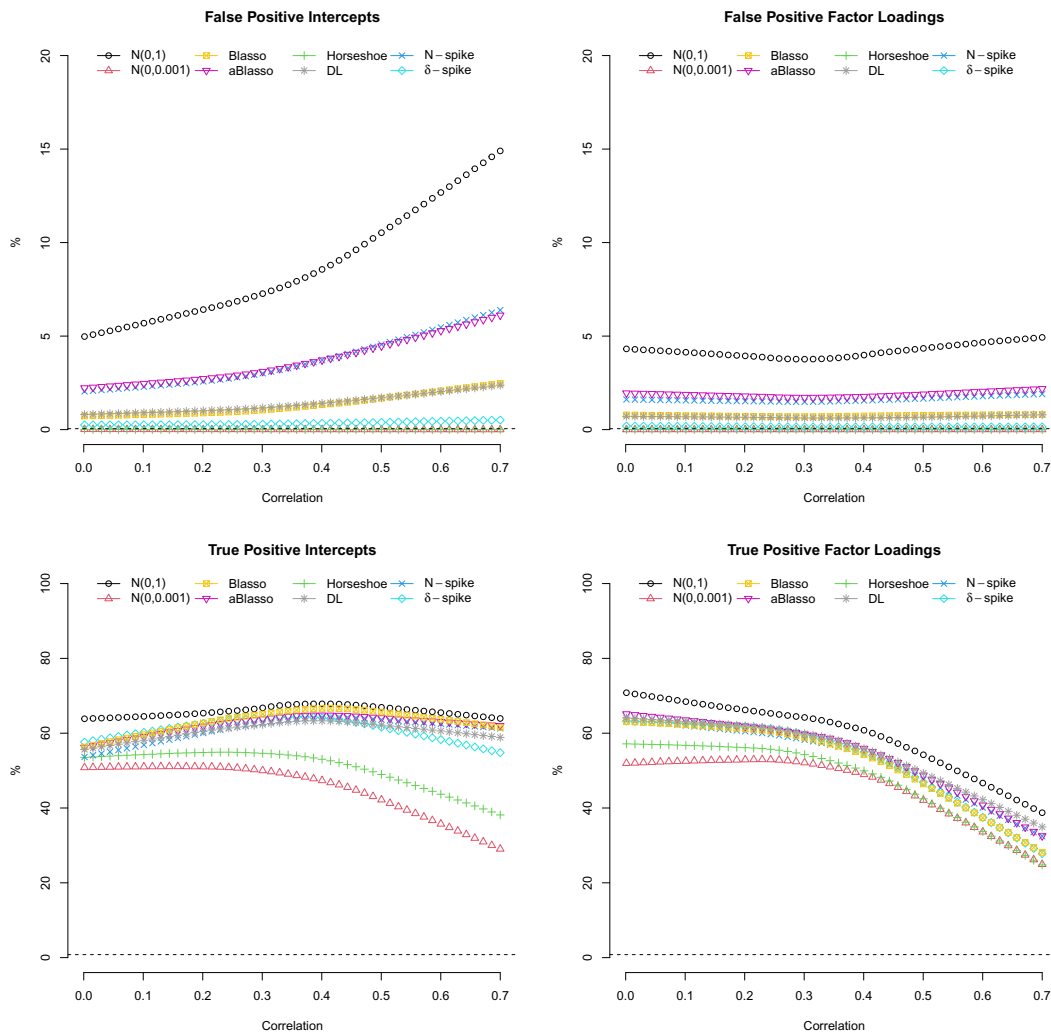 False Positive Intercepts
N(0,1) Blasso Horseshoe N−spike
N(0,0.001) aBlasso DL δ−spike
20
15
10
5
0
%
0.0 0.1 0.2 0.3 0.4 0.5 0.6 0.7
Correlation
False Positive Factor Loadings
N(0,1) Blasso Horseshoe N−spike
N(0,0.001) aBlasso DL δ−spike
20
15
10
5
0
%
0.0 0.1 0.2 0.3 0.4 0.5 0.6 0.7
Correlation
True Positive Intercepts
N(0,1) Blasso Horseshoe N−spike
N(0,0.001) aBlasso DL δ−spike
100
80
60
40
20
0
%
0.0 0.1 0.2 0.3 0.4 0.5 0.6 0.7
Correlation
True Positive Factor Loadings
N(0,1) Blasso Horseshoe N−spike
N(0,0.001) aBlasso DL δ−spike
100
80
60
40
20
0
%
0.0 0.1 0.2 0.3 0.4 0.5 0.6 0.7
Correlation